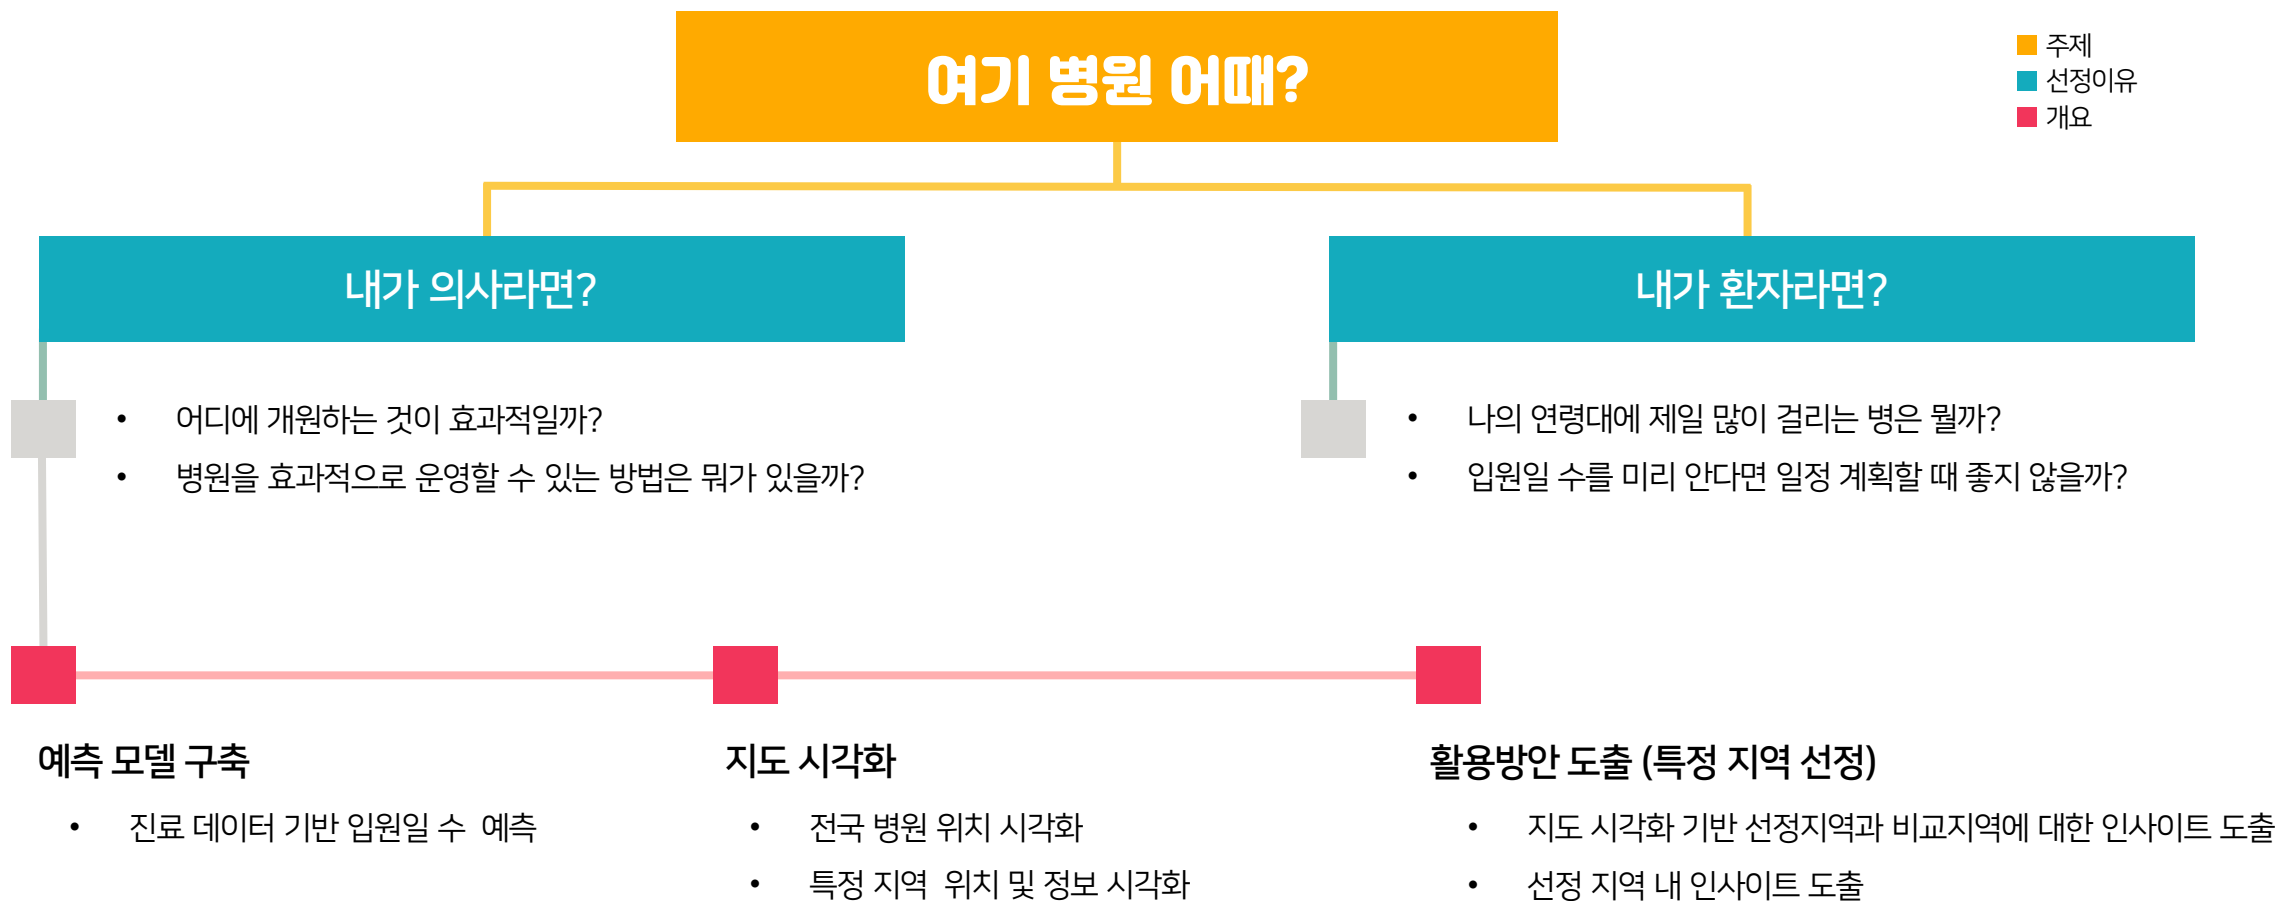 여기 병원 어때?
주제
선정이유
개요
내가 의사라면?
내가 환자라면?
• 어디에 개원하는 것이 효과적일까?
• 병원을 효과적으로 운영할 수 있는 방법은 뭐가 있을까?
• 나의 연령대에 제일 많이 걸리는 병은 뭘까?
• 입원일 수를 미리 안다면 일정 계획할 때 좋지 않을까?
예측 모델 구축
• 진료 데이터 기반 입원일 수 예측
지도 시각화
• 전국 병원 위치 시각화
• 특정 지역 위치 및 정보 시각화
활용방안 도출 (특정 지역 선정)
• 지도 시각화 기반 선정지역과 비교지역에 대한 인사이트 도출
• 선정 지역 내 인사이트 도출